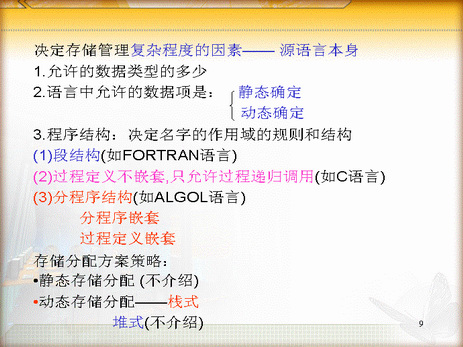 决定存储管理复杂程度的因素—— 源语言本身
1.允许的数据类型的多少
2.语言中允许的数据项是： 静态确定
动态确定
3.程序结构：决定名字的作用域的规则和结构
(1)段结构(如FORTRAN语言)
(2)过程定义不嵌套,只允许过程递归调用(如C语言)
(3)分程序结构(如ALGOL语言)
分程序嵌套
过程定义嵌套
存储分配方案策略：
•静态存储分配 (不介绍)
•动态存储分配——栈式
堆式(不介绍)
9